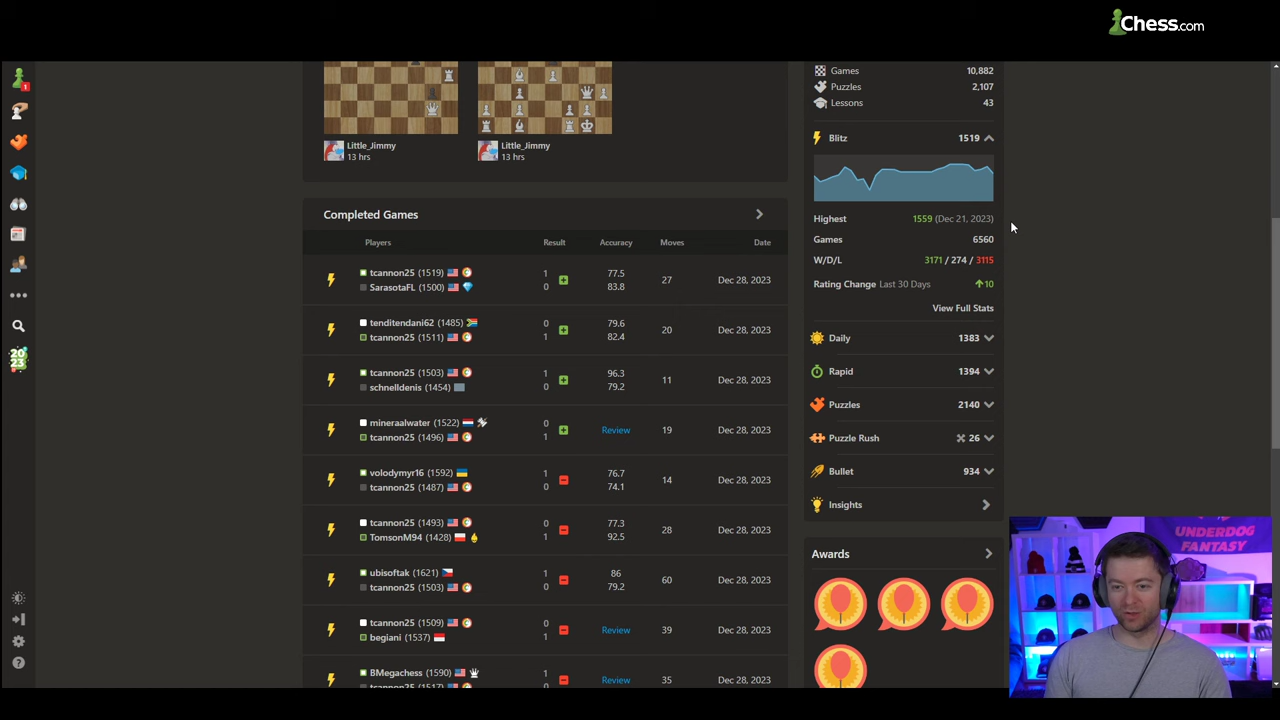 Chess.com
1
20
23
Little_Jimmy
13 hrs
Little_Jimmy
13 hrs
Completed Games
Players Result Accuracy Moves Date
tcannon25 (1519) 1 77.5
SarasotaFL (1500) 0 83.8
27 Dec 28, 2023
tenditendani62 (1485) 0 79.6
tcannon25 (1511) 1 82.4
20 Dec 28, 2023
tcannon25 (1503) 1 96.3
schnelldenis (1454) 0 79.2
11 Dec 28, 2023
mineraalwater (1522) 0
tcannon25 (1496) 1
Review 19 Dec 28, 2023
volodymyr16 (1592) 1 76.7
tcannon25 (1487) 0 74.1
14 Dec 28, 2023
tcannon25 (1493) 0 77.3
TomsonM94 (1428) 1 92.5
28 Dec 28, 2023
ubisoftak (1621) 1 86
tcannon25 (1503) 0 79.2
60 Dec 28, 2023
tcannon25 (1509) 0
begiani (1537) 1
Review 39 Dec 28, 2023
BMegachess (1590) 1
tcannon25 (1517) 0
Review 35 Dec 28, 2023
Games 10,882
Puzzles 2,107
Lessons 43
Blitz 1519
Highest 1559 (Dec 21, 2023)
Games 6560
W/D/L 3171 / 274 / 3115
Rating Change Last 30 Days 10
View Full Stats
Daily 1383
Rapid 1394
Puzzles 2140
Puzzle Rush 26
Bullet 934
Insights
Awards
UNDERDOG
FANTASY